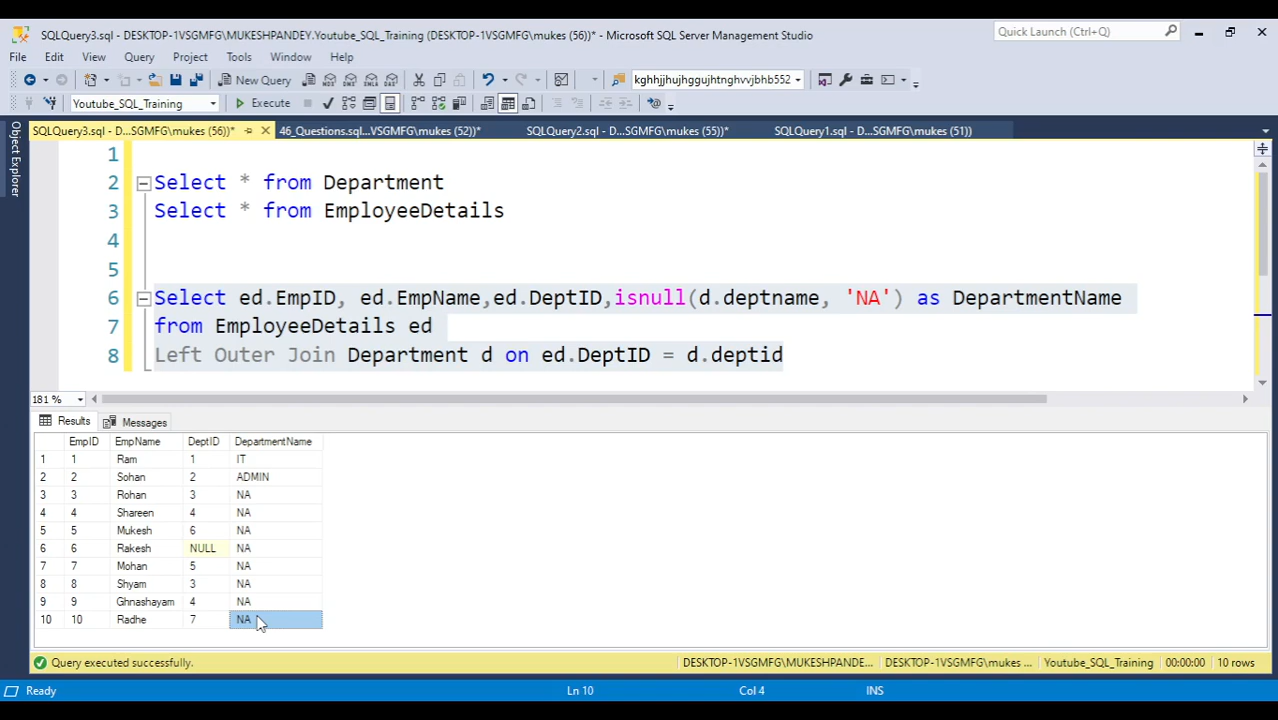 SQLQuery3.sql - DESKTOP-1VSGMFG\MUKESHPANDEY.Youtube_SQL_Training (DESKTOP-1VSGMFG\mukes (56))* - Microsoft SQL Server Management Studio
Quick Launch (Ctrl+Q)
File Edit View Query Project Tools Window Help
New Query
kghhjjhujhggujhtnghvvjbhb552
Youtube_SQL_Training
Execute
SQLQuery3.sql - D...SGMFG\mukes (56))* 46_Questions.sql...VSGMFG\mukes (52))* SQLQuery2.sql - D...SGMFG\mukes (55))* SQLQuery1.sql - D...SGMFG\mukes (51))
Object Explorer
1
2 Select * from Department
3 Select * from EmployeeDetails
4
5
6 Select ed.EmpID, ed.EmpName,ed.DeptID,isnull(d.deptname, 'NA') as DepartmentName
7 from EmployeeDetails ed
8 Left Outer Join Department d on ed.DeptID = d.deptid
181 %
Results Messages
EmpID EmpName DeptID DepartmentName
1 1 Ram 1 IT
2 2 Sohan 2 ADMIN
3 3 Rohan 3 NA
4 4 Shareen 4 NA
5 5 Mukesh 6 NA
6 6 Rakesh NULL NA
7 7 Mohan 5 NA
8 8 Shyam 3 NA
9 9 Ghnashayam 4 NA
10 10 Radhe 7 NA
Query executed successfully. DESKTOP-1VSGMFG\MUKESHPANDE... DESKTOP-1VSGMFG\mukes ... Youtube_SQL_Training 00:00:00 10 rows
Ready Ln 10 Col 4 INS